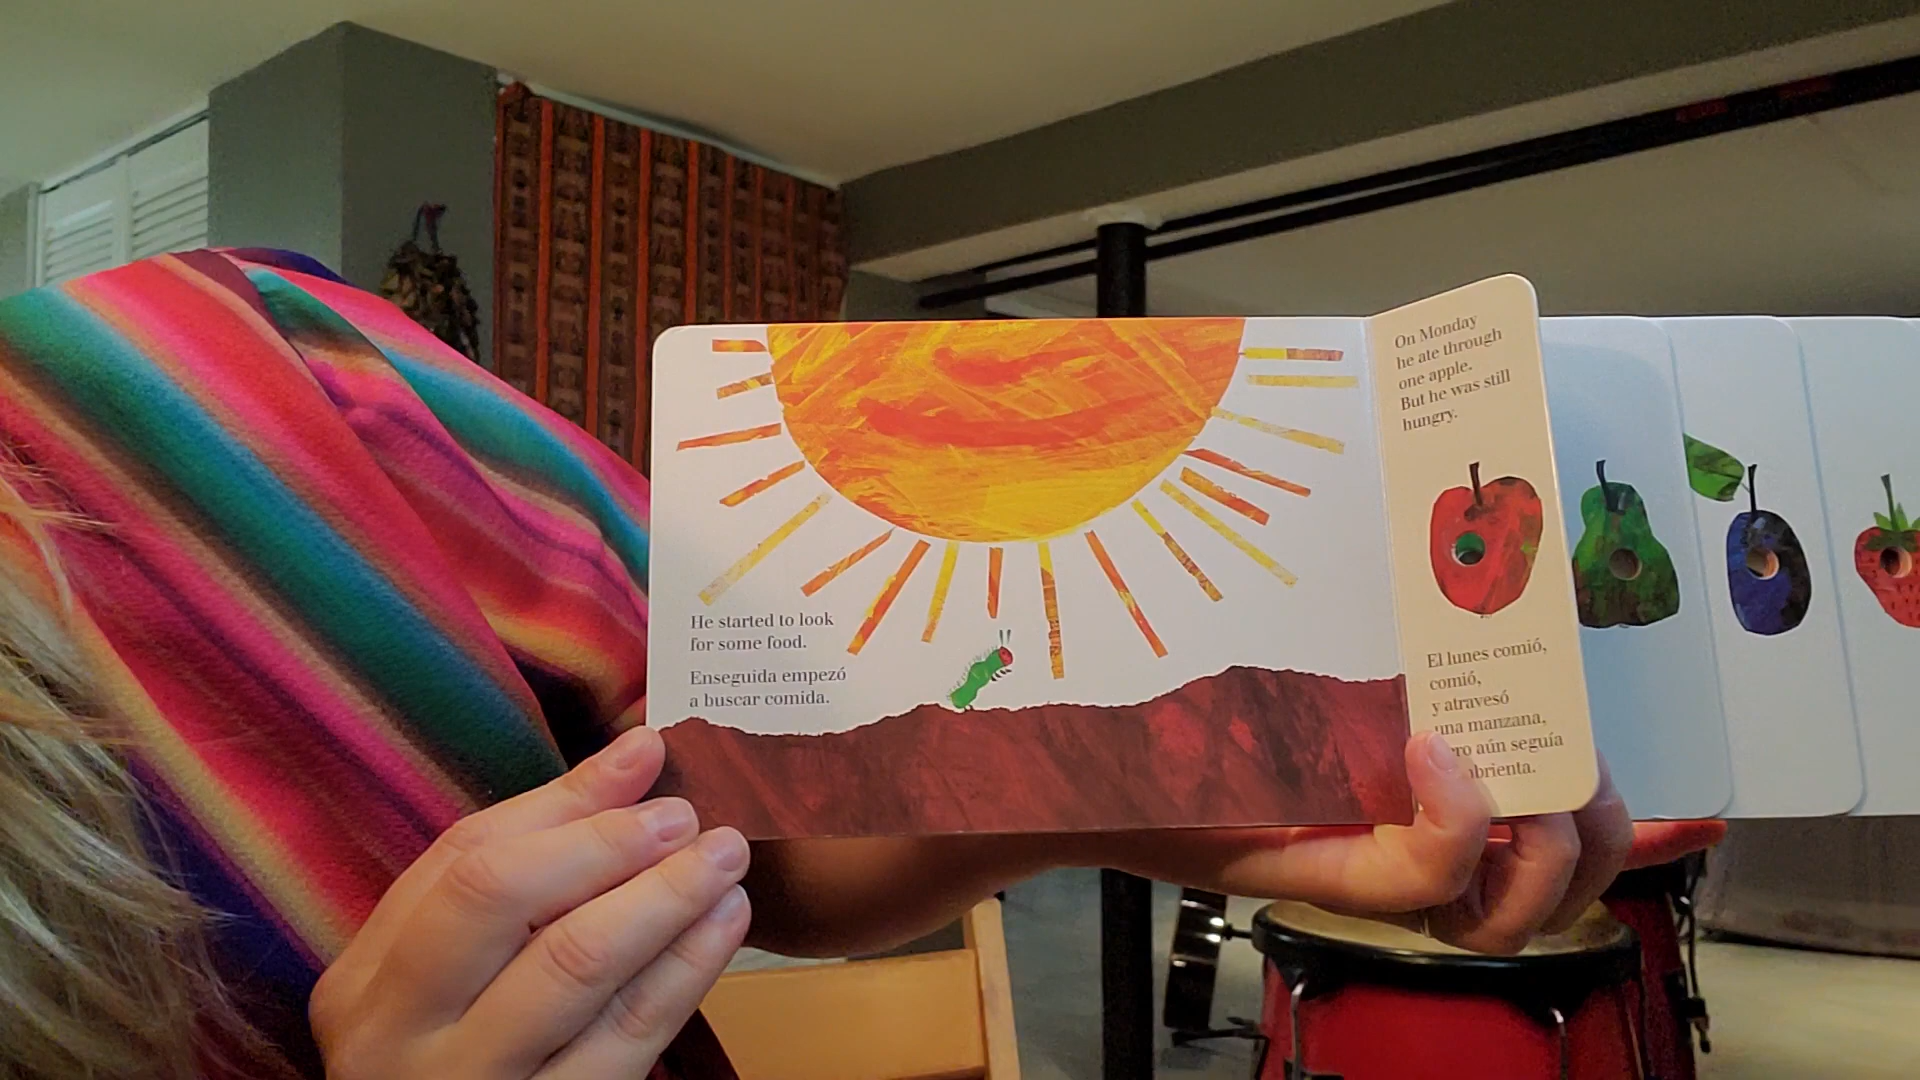 He started to look
for some food.
Enseguida empezó
a buscar comida.
On Monday
he ate through
one apple.
But he was still
hungry.
El lunes comió,
comió,
y atravesó
una manzana,
aún seguía